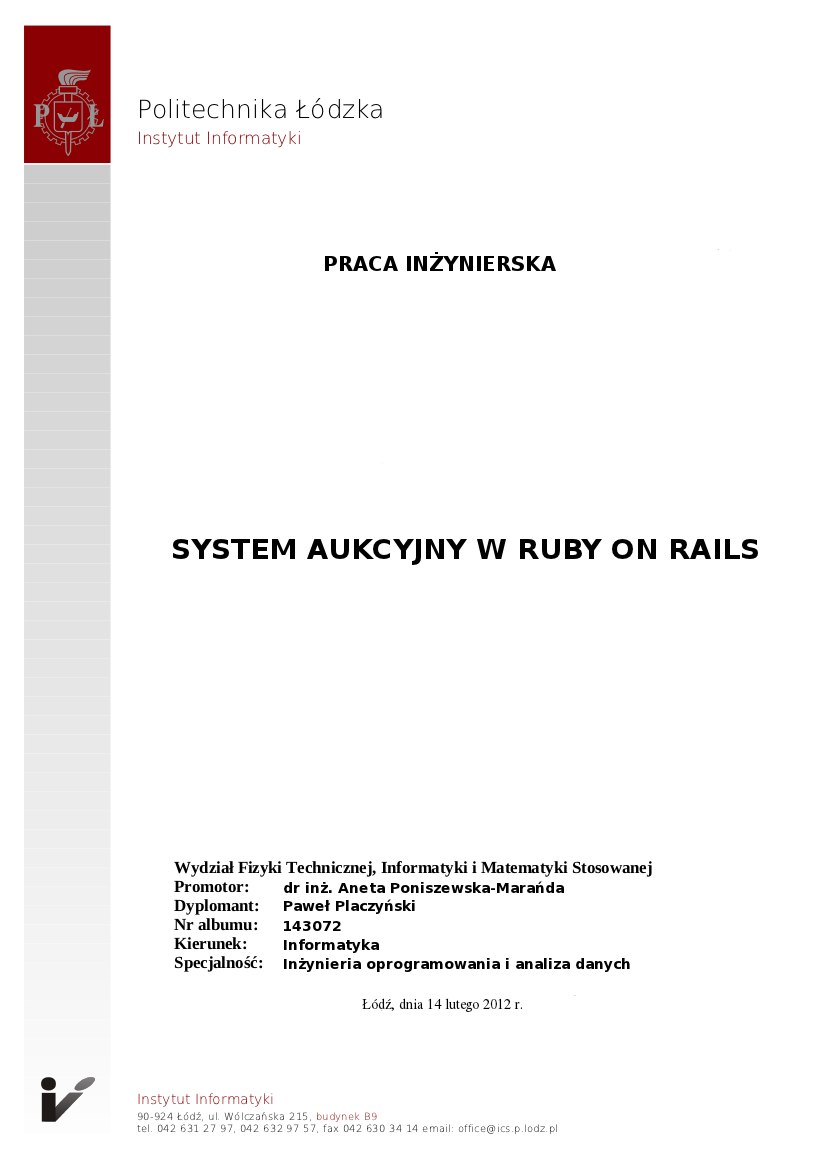 P Ł
Politechnika Łódzka
Instytut Informatyki
PRACA INŻYNIERSKA
SYSTEM AUKCYJNY W RUBY ON RAILS
Wydział Fizyki Technicznej, Informatyki i Matematyki Stosowanej
Promotor: dr inż. Aneta Poniszewska-Marańda
Dyplomant: Paweł Placzyński
Nr albumu: 143072
Kierunek: Informatyka
Specjalność: Inżynieria oprogramowania i analiza danych
Łódź, dnia 14 lutego 2012 r.
Instytut Informatyki
90-924 Łódź, ul. Wólczańska 215, budynek B9
tel. 042 631 27 97, 042 632 97 57, fax 042 630 34 14 email: office@ics.p.lodz.pl